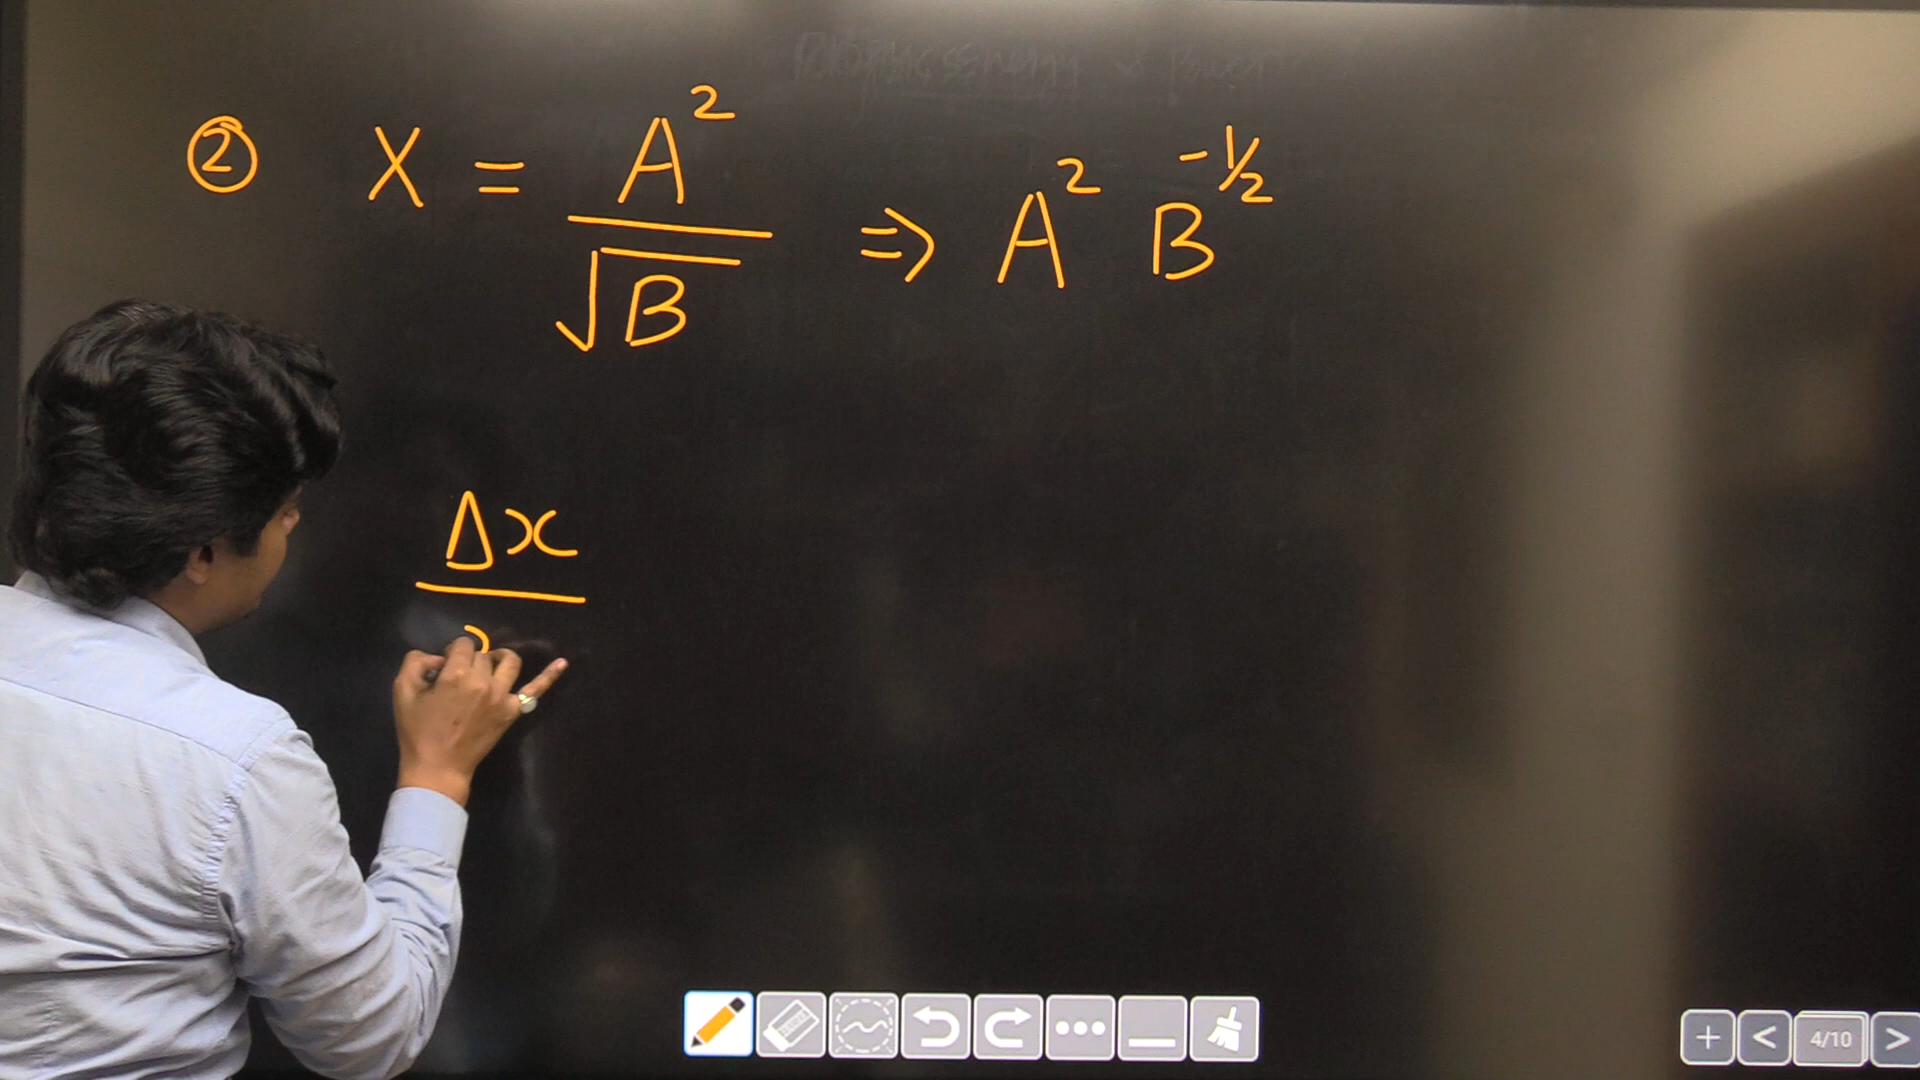 ② X = A² / √B ⇒ A² B^-1/2
Δx
4/10